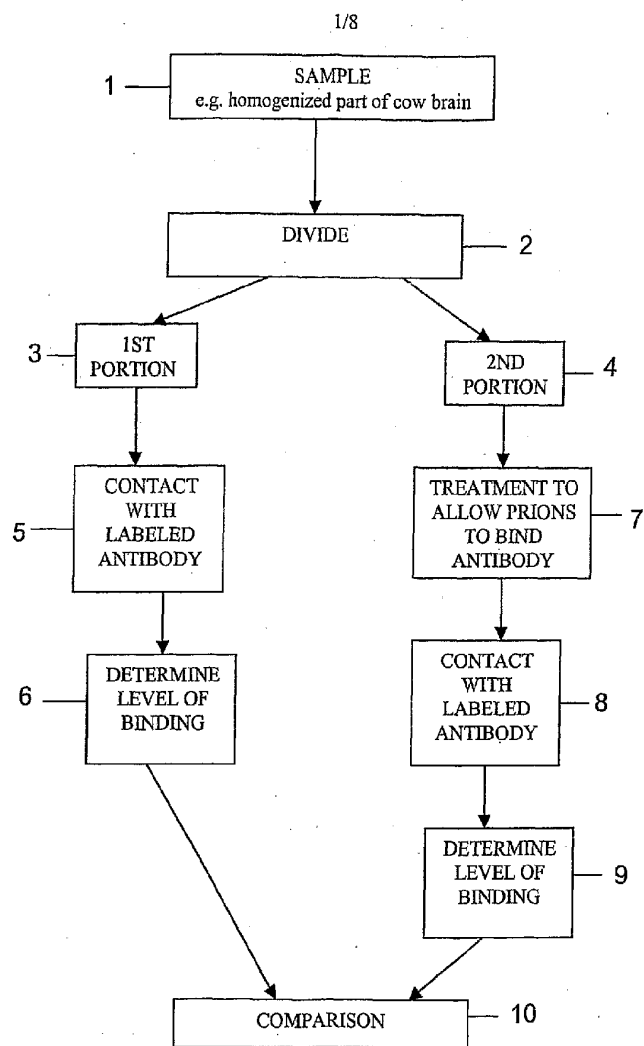 1/8
1
SAMPLE
e.g. homogenized part of cow brain
DIVIDE
2
3
1ST
PORTION
2ND
PORTION
4
5
CONTACT
WITH
LABELED
ANTIBODY
TREATMENT TO
ALLOW PRIONS
TO BIND
ANTIBODY
7
6
DETERMINE
LEVEL OF
BINDING
CONTACT
WITH
LABELED
ANTIBODY
8
DETERMINE
LEVEL OF
BINDING
9
COMPARISON
10